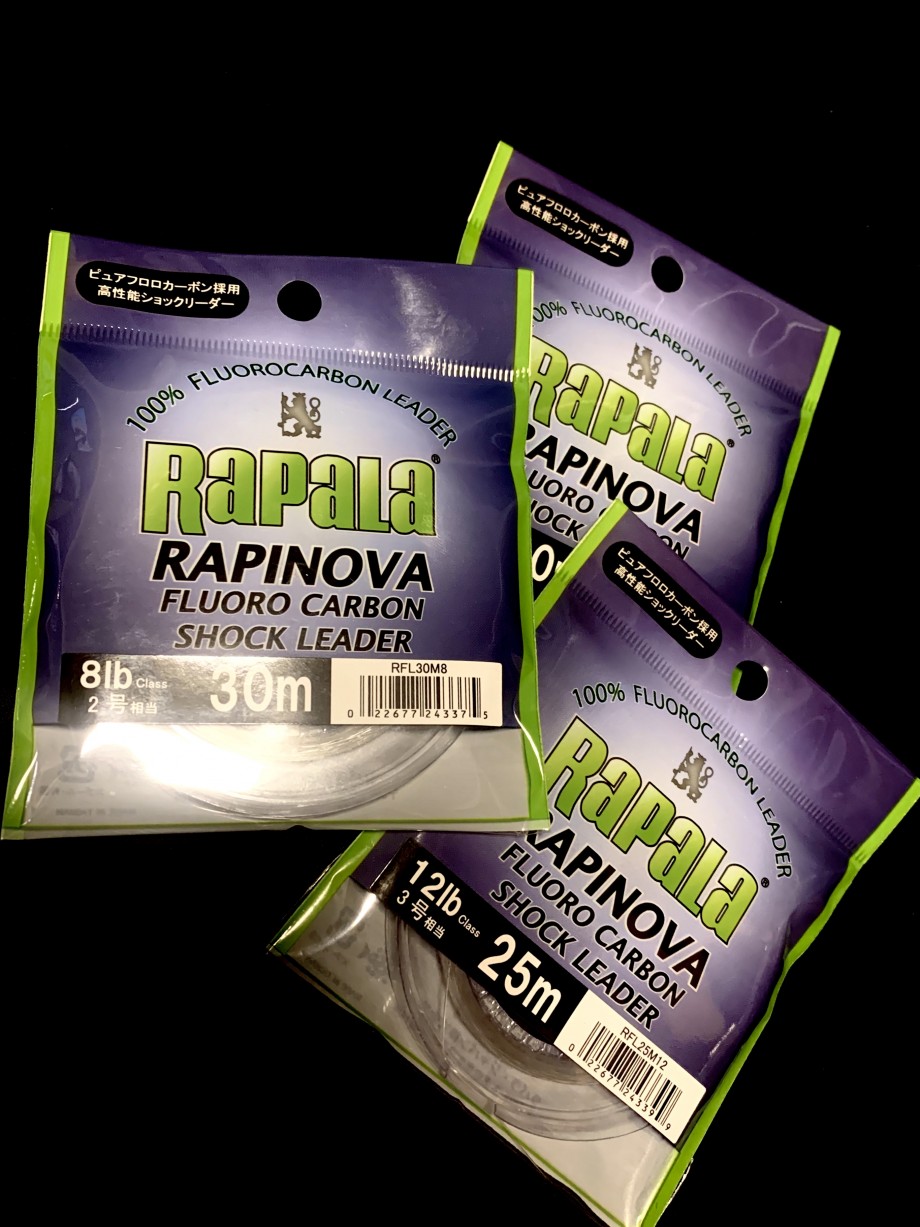 ピュアフロロカーボン採用
高性能ショックリーダー
100% FLUOROCARBON LEADER
Rapala®
RAPINOVA
FLUORO CARBON
SHOCK LEADER
8lb Class
2号相当
30m
RFL30M8
0 22677 24337 5
ピュアフロロカーボン採用
高性能ショックリーダー
FLUOROCARBON LEADER
Rapala®
RAPINOVA
ピュアフロロカーボン採用
高性能ショックリーダー
100% FLUOROCARBON LEADER
Rapala®
RAPINOVA
FLUORO CARBON
SHOCK LEADER
12lb Class
3号相当
25m
RFL25M12
0 22677 24339 9